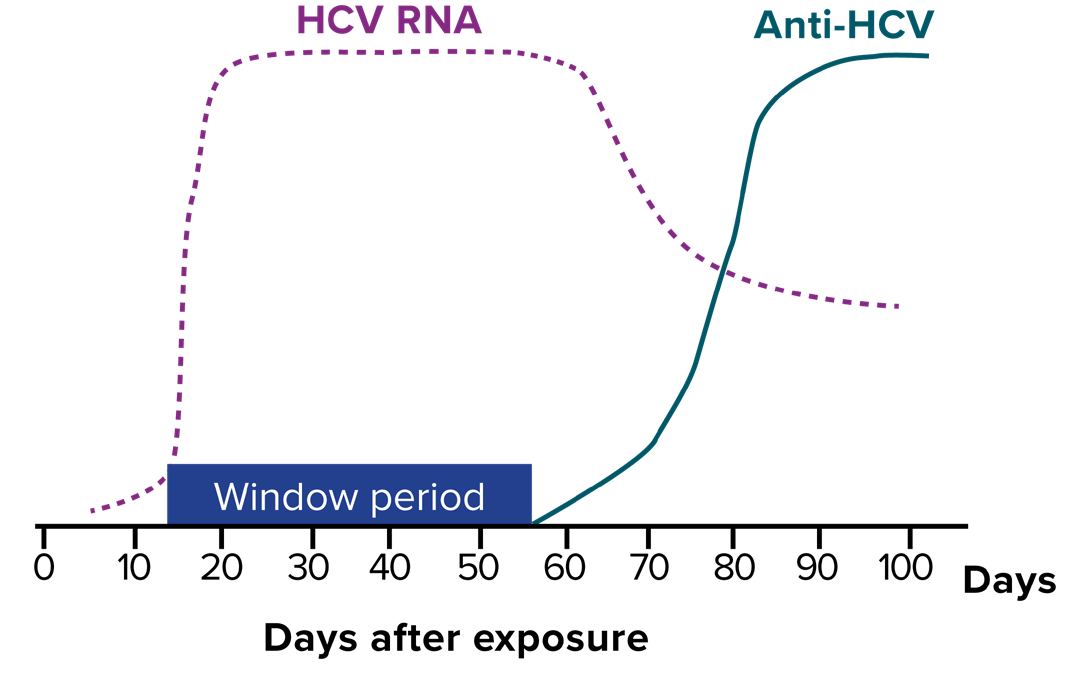 HCV RNA
Anti-HCV
Window period
0 10 20 30 40 50 60 70 80 90 100 Days
Days after exposure